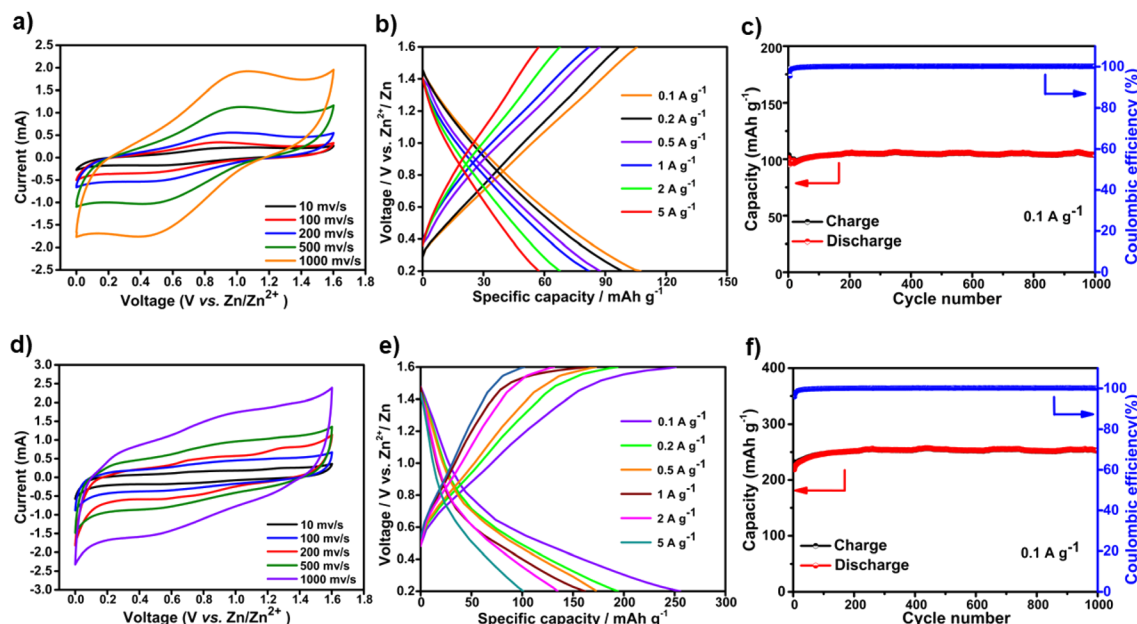 a)
2.5
2.0
1.5
1.0
0.5
0.0
-0.5
-1.0
-1.5
-2.0
-2.5
Current (mA)
10 mv/s
100 mv/s
200 mv/s
500 mv/s
1000 mv/s
0.0 0.2 0.4 0.6 0.8 1.0 1.2 1.4 1.6 1.8
Voltage (V vs. Zn/Zn2+ )
b)
1.6
1.4
1.2
1.0
0.8
0.6
0.4
0.2
Voltage / V vs. Zn2+/ Zn
0.1 A g-1
0.2 A g-1
0.5 A g-1
1 A g-1
2 A g-1
5 A g-1
0 30 60 90 120 150
Specific capacity / mAh g-1
c)
200
150
100
50
0
Capacity (mAh g-1)
Charge
Discharge
0.1 A g-1
100
80
60
40
20
0
Coulombic efficiency (%)
0 200 400 600 800 1000
Cycle number
d)
3.0
2.5
2.0
1.5
1.0
0.5
0.0
-0.5
-1.0
-1.5
-2.0
-2.5
-3.0
Current (mA)
10 mv/s
100 mv/s
200 mv/s
500 mv/s
1000 mv/s
0.0 0.2 0.4 0.6 0.8 1.0 1.2 1.4 1.6 1.8
Voltage (V vs. Zn/Zn2+ )
e)
1.6
1.4
1.2
1.0
0.8
0.6
0.4
0.2
Voltage / V vs. Zn2+/ Zn
0.1 A g-1
0.2 A g-1
0.5 A g-1
1 A g-1
2 A g-1
5 A g-1
0 50 100 150 200 250 300
Specific capacity / mAh g-1
f)
400
350
300
250
200
150
100
50
0
Capacity (mAh g-1)
Charge
Discharge
0.1 A g-1
100
80
60
40
20
0
Coulombic efficiency(%)
0 200 400 600 800 1000
Cycle number